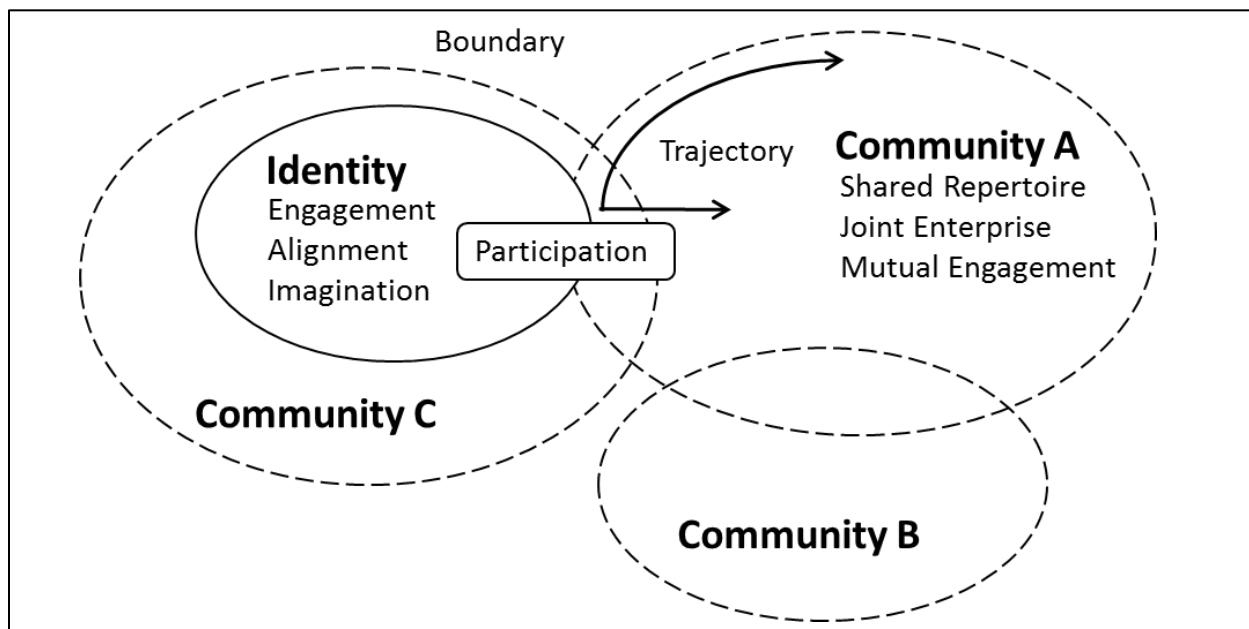 Boundary
Trajectory
Identity
Engagement
Alignment
Imagination
Participation
Community A
Shared Repertoire
Joint Enterprise
Mutual Engagement
Community C
Community B